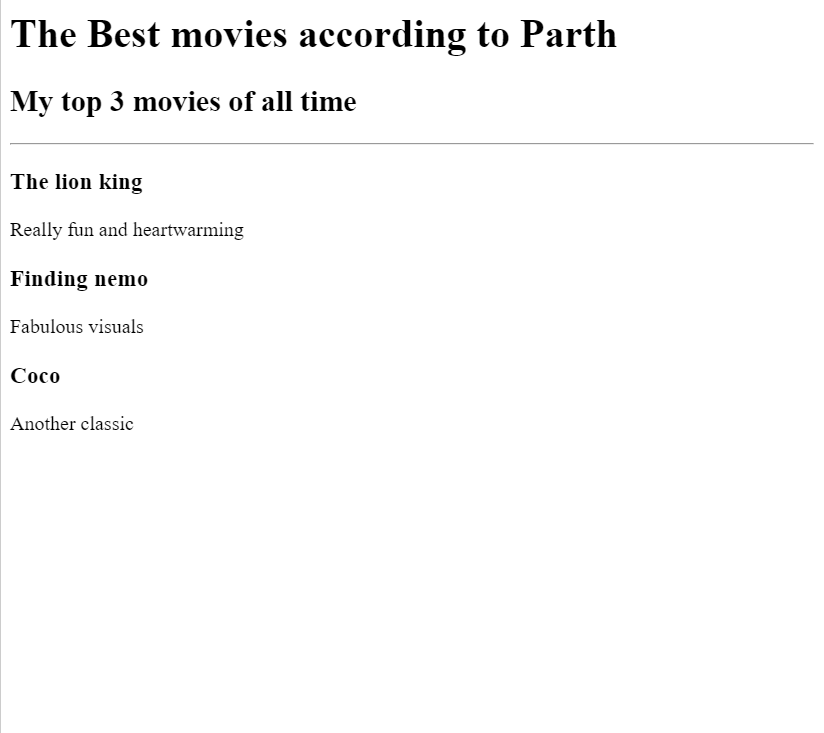 The Best movies according to Parth
My top 3 movies of all time
The lion king
Really fun and heartwarming
Finding nemo
Fabulous visuals
Coco
Another classic